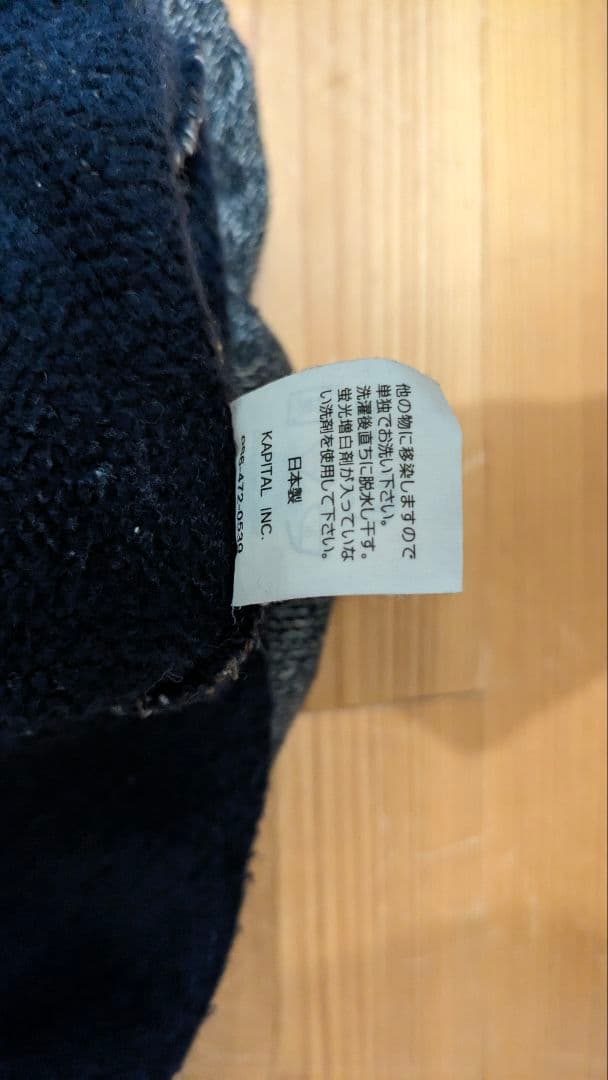 他の物に移染しますので
単独でお洗い下さい。
洗濯後直ちに脱水し干す。
蛍光増白剤が入っていな
い洗剤を使用して下さい。
日本製
KAPITAL INC.
086-472-0530